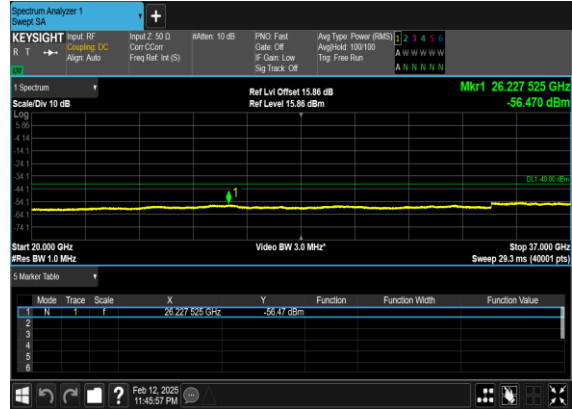 Spectrum Analyzer 1
Swept SA
+
KEYSIGHT Input: RF Input Z: 50 Ω #Atten: 10 dB PNO: Fast Avg Type: Power (RMS) 1 2 3 4 5 6
R T Coupling: DC Corr CCorr Gate: Off Avg|Hold: 100/100 A W W W W W
Align: Auto Freq Ref: Int (S) IF Gain: Low Trig: Free Run
Sig Track: Off A N N N N N
1 Spectrum Ref Lvl Offset 15.86 dB Mkr1 26.227 525 GHz
Scale/Div 10 dB Ref Level 15.86 dBm -56.470 dBm
Log
5.86
-4.14
-14.1
-24.1
-34.1 DL1 -40.00 dBm
-44.1
1
-54.1
-64.1
-74.1
Start 20.000 GHz Video BW 3.0 MHz* Stop 37.000 GHz
#Res BW 1.0 MHz Sweep 29.3 ms (40001 pts)
5 Marker Table
Mode Trace Scale X Y Function Function Width Function Value
1 N 1 f 26.227 525 GHz -56.47 dBm
2
3
4
5
6
? Feb 12, 2025
11:45:57 PM